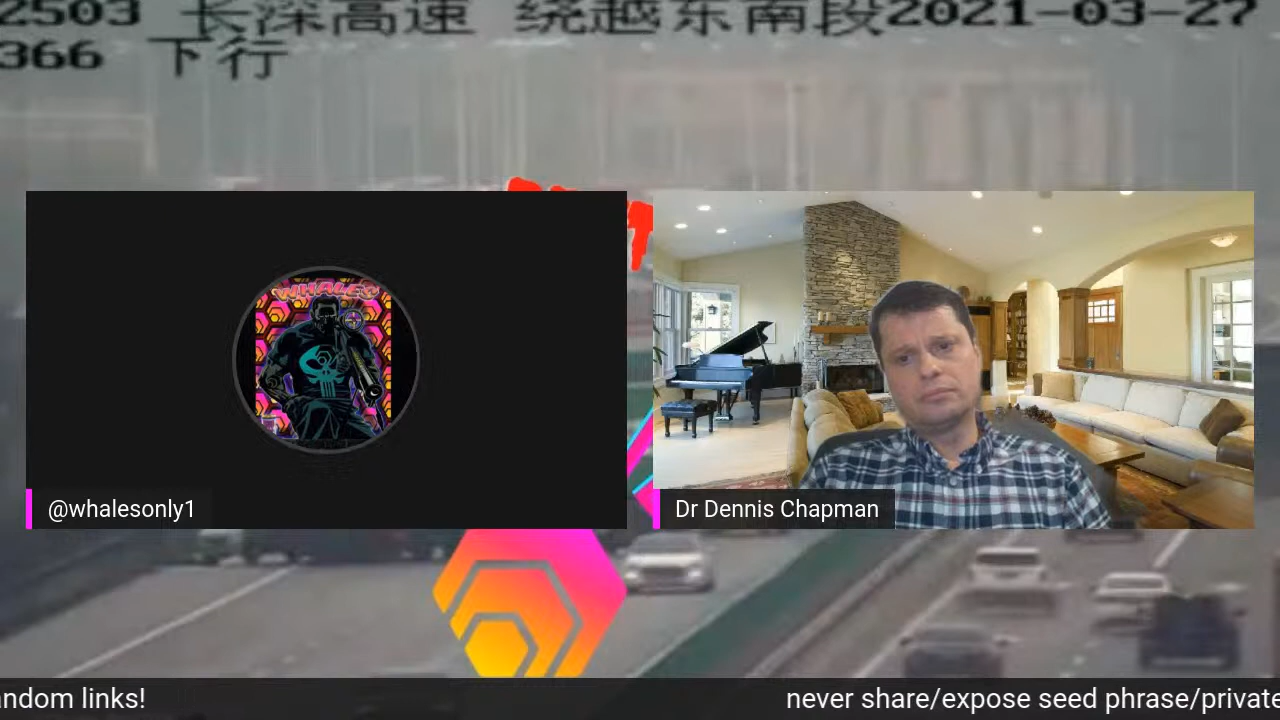 2503 长深高速 绕越东南段2021-03-27
366 下行
WHALES
@whalesonly1
Dr Dennis Chapman
andom links!
never share/expose seed phrase/private